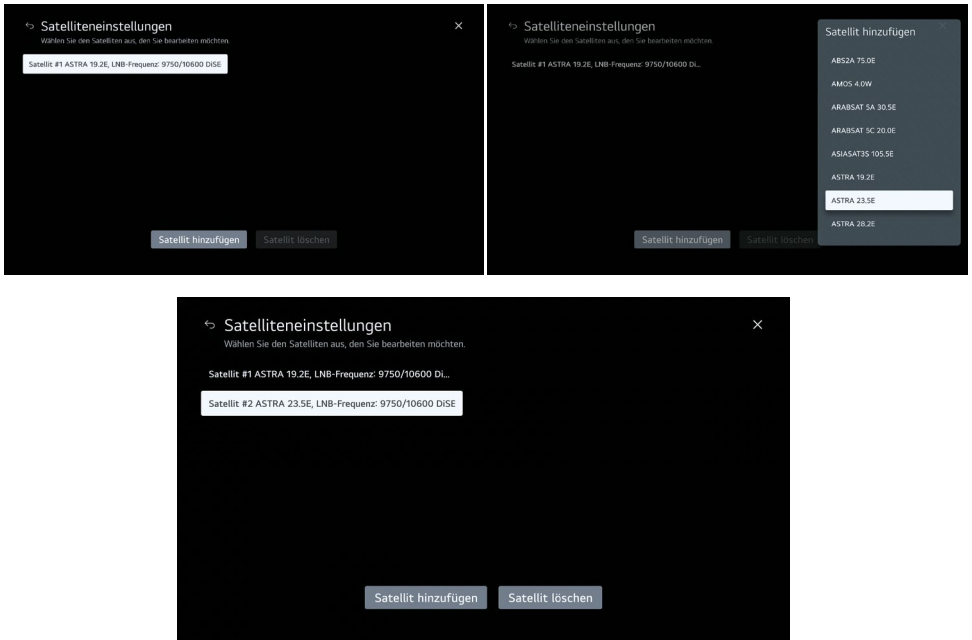 Satelliteneinstellungen
Wählen Sie den Satelliten aus, den Sie bearbeiten möchten.
Satellit #1 ASTRA 19.2E, LNB-Frequenz: 9750/10600 DiSE
Satellit hinzufügen
Satellit löschen
Satelliteneinstellungen
Wählen Sie den Satelliten aus, den Sie bearbeiten möchten.
Satellit #1 ASTRA 19.2E, LNB-Frequenz: 9750/10600 Di...
Satellit hinzufügen
Satellit löschen
Satellit hinzufügen
ABS2A 75.0E
AMOS 4.0W
ARABSAT 5A 30.5E
ARABSAT 5C 20.0E
ASIASAT3S 105.5E
ASTRA 19.2E
ASTRA 23.5E
ASTRA 28.2E
Satelliteneinstellungen
Wählen Sie den Satelliten aus, den Sie bearbeiten möchten.
Satellit #1 ASTRA 19.2E, LNB-Frequenz: 9750/10600 Di...
Satellit #2 ASTRA 23.5E, LNB-Frequenz: 9750/10600 DiSE
Satellit hinzufügen
Satellit löschen